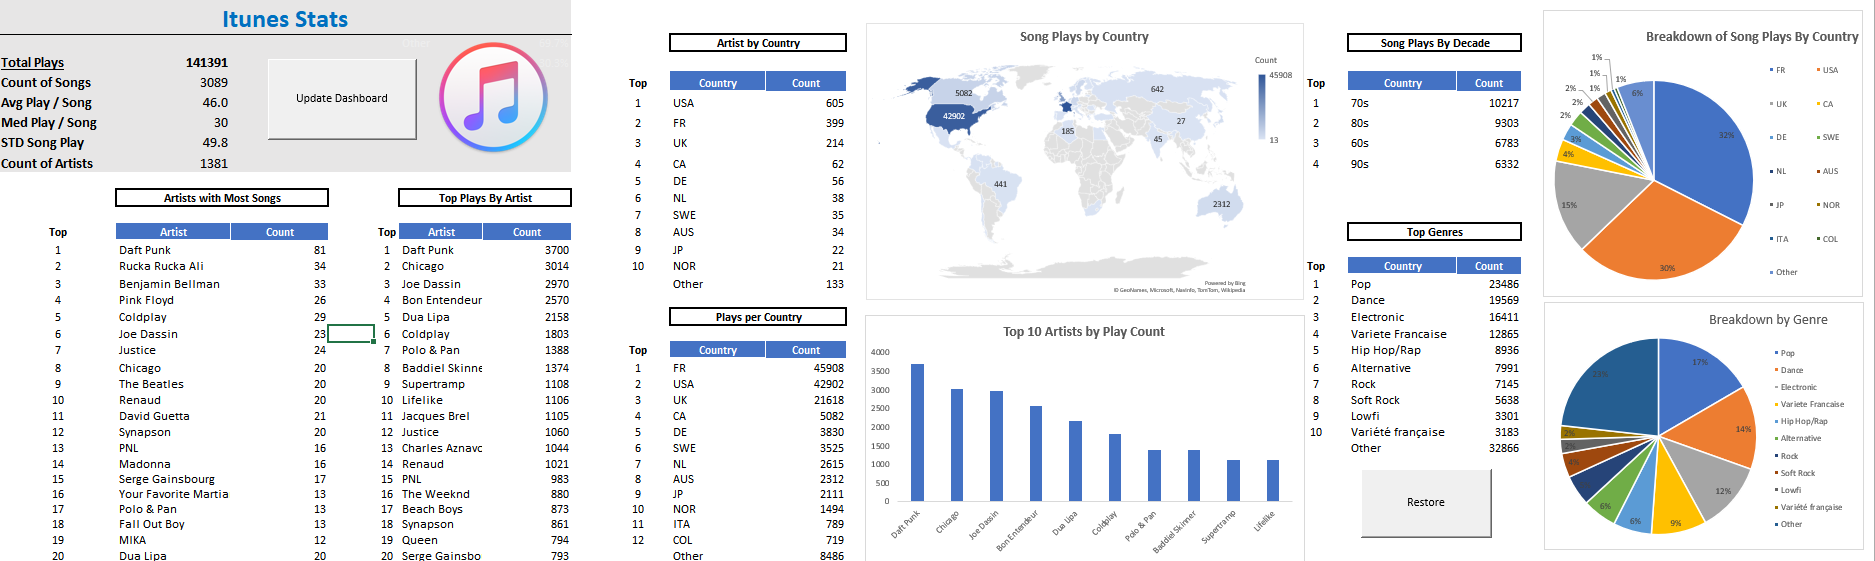 Itunes Stats
Total Plays 141391
Count of Songs 3089
Avg Play / Song 46.0
Med Play / Song 30
STD Song Play 49.8
Count of Artists 1381
Update Dashboard
Artists with Most Songs
Top Artist Count
1 Daft Punk 81
2 Rucka Rucka Ali 34
3 Benjamin Bellman 33
4 Pink Floyd 26
5 Coldplay 29
6 Joe Dassin 23
7 Justice 24
8 Chicago 20
9 The Beatles 20
10 Renaud 20
11 David Guetta 21
12 Synapson 20
13 PNL 16
14 Madonna 16
15 Serge Gainsbourg 17
16 Your Favorite Martia 13
17 Polo & Pan 13
18 Fall Out Boy 13
19 MIKA 12
20 Dua Lipa 20
Top Plays By Artist
Top Artist Count
1 Daft Punk 3700
2 Chicago 3014
3 Joe Dassin 2970
4 Bon Entendeur 2570
5 Dua Lipa 2158
6 Coldplay 1803
7 Polo & Pan 1388
8 Baddiel Skinne 1374
9 Supertramp 1108
10 Lifelike 1106
11 Jacques Brel 1105
12 Justice 1060
13 Charles Aznavo 1044
14 Renaud 1021
15 PNL 983
16 The Weeknd 880
17 Beach Boys 873
18 Synapson 861
19 Queen 794
20 Serge Gainsbo 793
Artist by Country
Top Country Count
1 USA 605
2 FR 399
3 UK 214
4 CA 62
5 DE 56
6 NL 38
7 SWE 35
8 AUS 34
9 JP 22
10 NOR 21
Other 133
Plays per Country
Top Country Count
1 FR 45908
2 USA 42902
3 UK 21618
4 CA 5082
5 DE 3830
6 SWE 3525
7 NL 2615
8 AUS 2312
9 JP 2111
10 NOR 1494
11 ITA 789
12 COL 719
Other 8486
Song Plays by Country
Count
45908
13
5082
42902
642
27
185
45
441
2312
Powered by Bing
© GeoNames, Microsoft, NavInfo, TomTom, Wikipedia
Top 10 Artists by Play Count
4000
3500
3000
2500
2000
1500
1000
500
0
Daft Punk
Chicago
Joe Dassin
Bon Entendeur
Dua Lipa
Coldplay
Polo & Pan
Baddiel Skinner
Supertramp
Lifelike
Song Plays By Decade
Top Country Count
1 70s 10217
2 80s 9303
3 60s 6783
4 90s 6332
Top Genres
Top Country Count
1 Pop 23486
2 Dance 19569
3 Electronic 16411
4 Variete Francaise 12865
5 Hip Hop/Rap 8936
6 Alternative 7991
7 Rock 7145
8 Soft Rock 5638
9 Lowfi 3301
10 Variété française 3183
Other 32866
Restore
Breakdown of Song Plays By Country
32%
30%
15%
4%
3%
2%
2%
2%
1%
1%
1%
1%
6%
FR USA
UK CA
DE SWE
NL AUS
JP NOR
ITA COL
Other
Breakdown by Genre
17%
14%
12%
9%
6%
6%
4%
2%
2%
23%
Pop
Dance
Electronic
Variete Francaise
Hip Hop/Rap
Alternative
Rock
Soft Rock
Lowfi
Variété française
Other